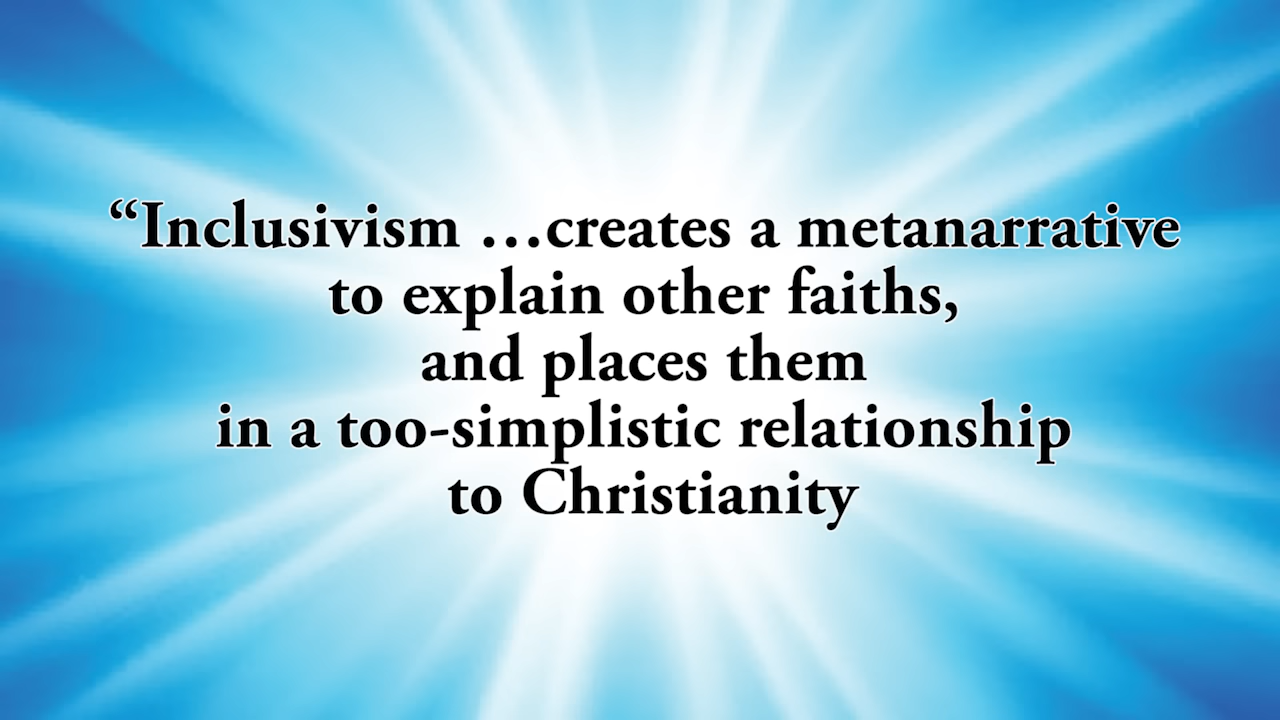 “Inclusivism …creates a metanarrative
to explain other faiths,
and places them
in a too-simplistic relationship
to Christianity